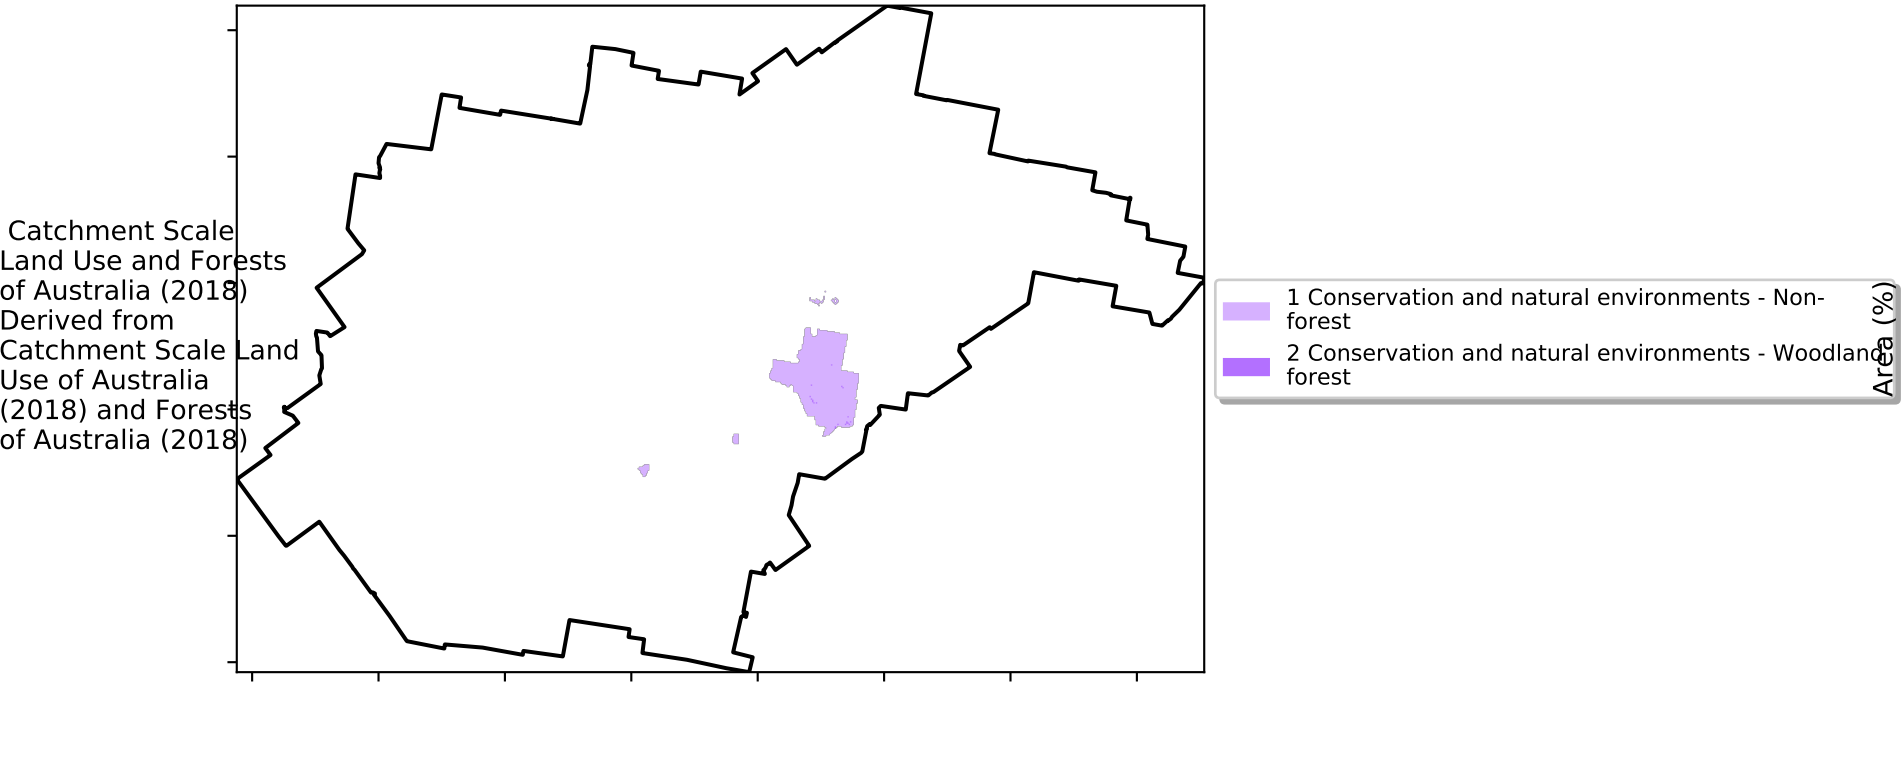 Catchment Scale
Land Use and Forests
of Australia (2018)
Derived from
Catchment Scale Land
Use of Australia
(2018) and Forests
of Australia (2018)
1 Conservation and natural environments - Non-
forest
2 Conservation and natural environments - Woodland
forest
Area (%)